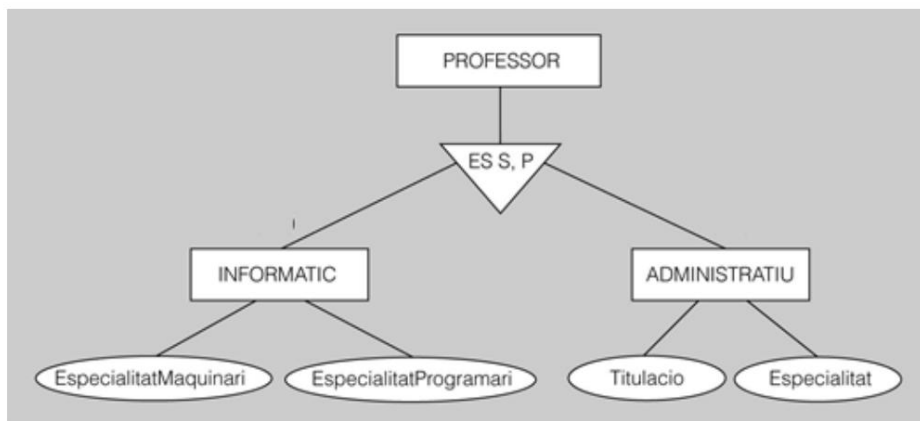 PROFESSOR
ES S, P
INFORMATIC
ADMINISTRATIU
EspecialitatMaquinari
EspecialitatProgramari
Titulacio
Especialitat